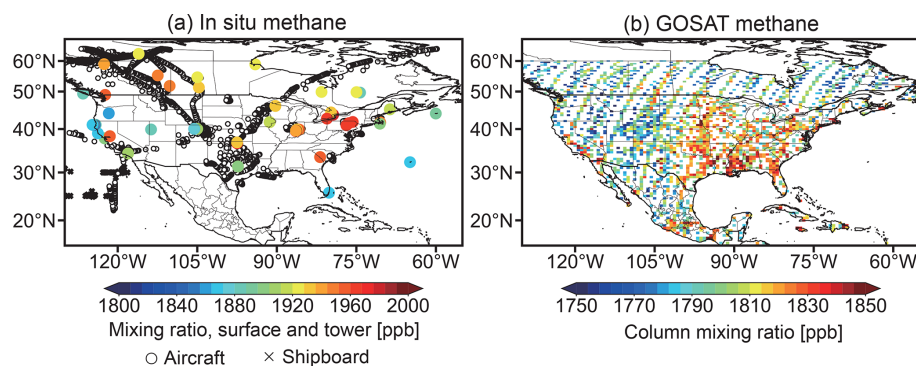 (a) In situ methane
(b) GOSAT methane
60°N
50°N
40°N
30°N
20°N
120°W 105°W 90°W 75°W 60°W
60°N
50°N
40°N
30°N
20°N
120°W 105°W 90°W 75°W 60°W
1800 1840 1880 1920 1960 2000
Mixing ratio, surface and tower [ppb]
○ Aircraft × Shipboard
1750 1770 1790 1810 1830 1850
Column mixing ratio [ppb]